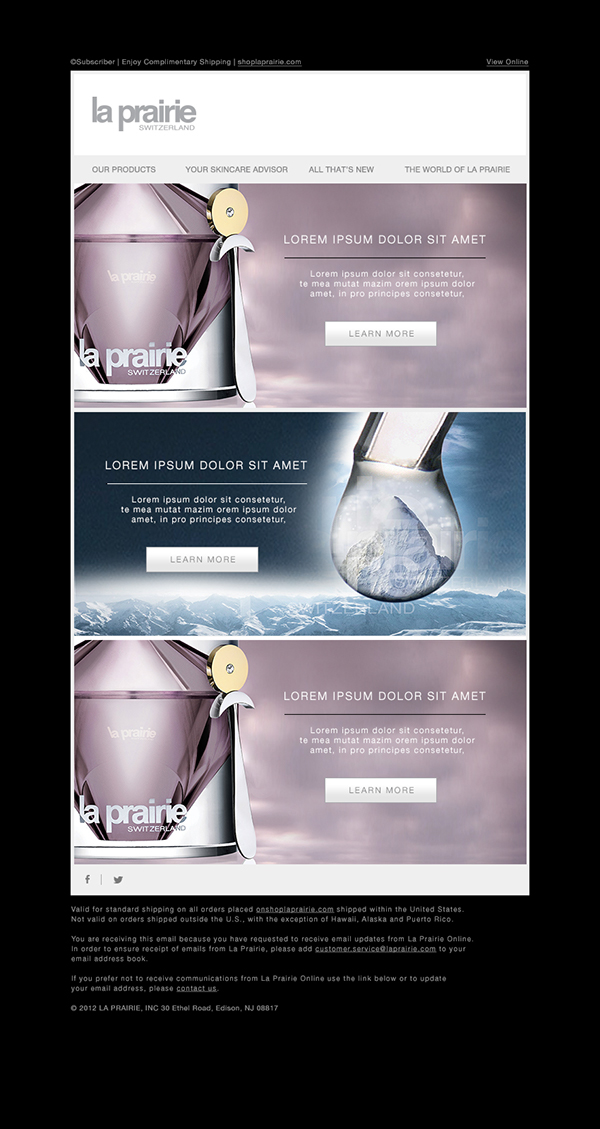 ©Subscriber | Enjoy Complimentary Shipping | shoplaprairie.com
View Online
la prairie
SWITZERLAND
OUR PRODUCTS
YOUR SKINCARE ADVISOR
ALL THAT'S NEW
THE WORLD OF LA PRAIRIE
la prairie
la prairie
SWITZERLAND
LOREM IPSUM DOLOR SIT AMET
Lorem ipsum dolor sit consetetur,
te mea mutat mazim orem ipsum dolor
amet, in pro principes consetetur,
LEARN MORE
LOREM IPSUM DOLOR SIT AMET
Lorem ipsum dolor sit consetetur,
te mea mutat mazim orem ipsum dolor
amet, in pro principes consetetur,
LEARN MORE
SWITZERLAND
la prairie
la prairie
SWITZERLAND
LOREM IPSUM DOLOR SIT AMET
Lorem ipsum dolor sit consetetur,
te mea mutat mazim orem ipsum dolor
amet, in pro principes consetetur,
LEARN MORE
Valid for standard shipping on all orders placed onshoplaprairie.com shipped within the United States.
Not valid on orders shipped outside the U.S., with the exception of Hawaii, Alaska and Puerto Rico.
You are receiving this email because you have requested to receive email updates from La Prairie Online.
In order to ensure receipt of emails from La Prairie, please add customer.service@laprairie.com to your
email address book.
If you prefer not to receive communications from La Prairie Online use the link below or to update
your email address, please contact us.
© 2012 LA PRAIRIE, INC 30 Ethel Road, Edison, NJ 08817